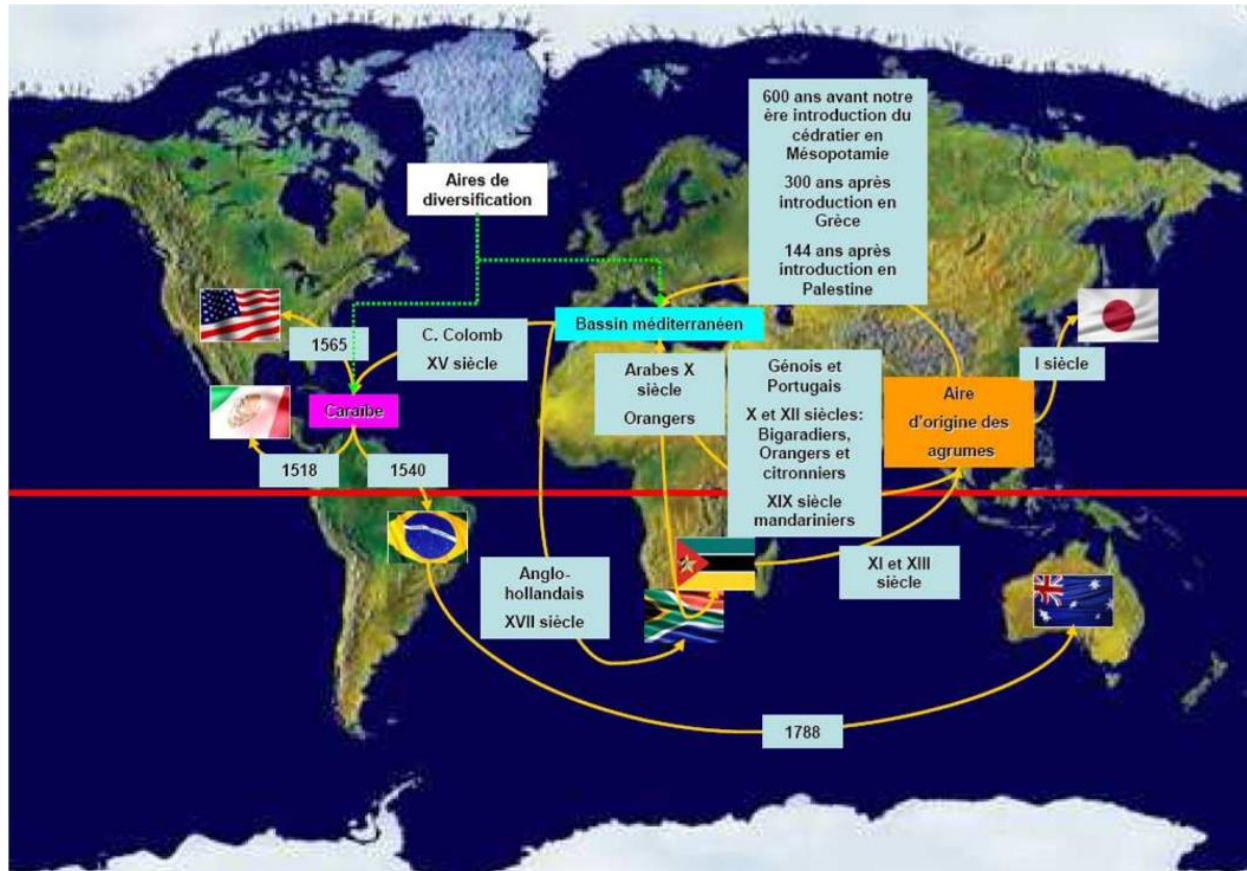 600 ans avant notre
ère introduction du
cédratier en
Mésopotamie
300 ans après
introduction en
Grèce
144 ans après
introduction en
Palestine
Aires de
diversification
Bassin méditerranéen
C. Colomb
XV siècle
1565
Arabes X
siècle
Orangers
Génois et
Portugais
X et XII siècles:
Bigaradiers,
Orangers et
citronniers
XIX siècle
mandariniers
I siècle
Aire
d'origine des
agrumes
Caraïbe
1518
1540
XI et XIII
siècle
Anglo-
hollandais
XVII siècle
1788